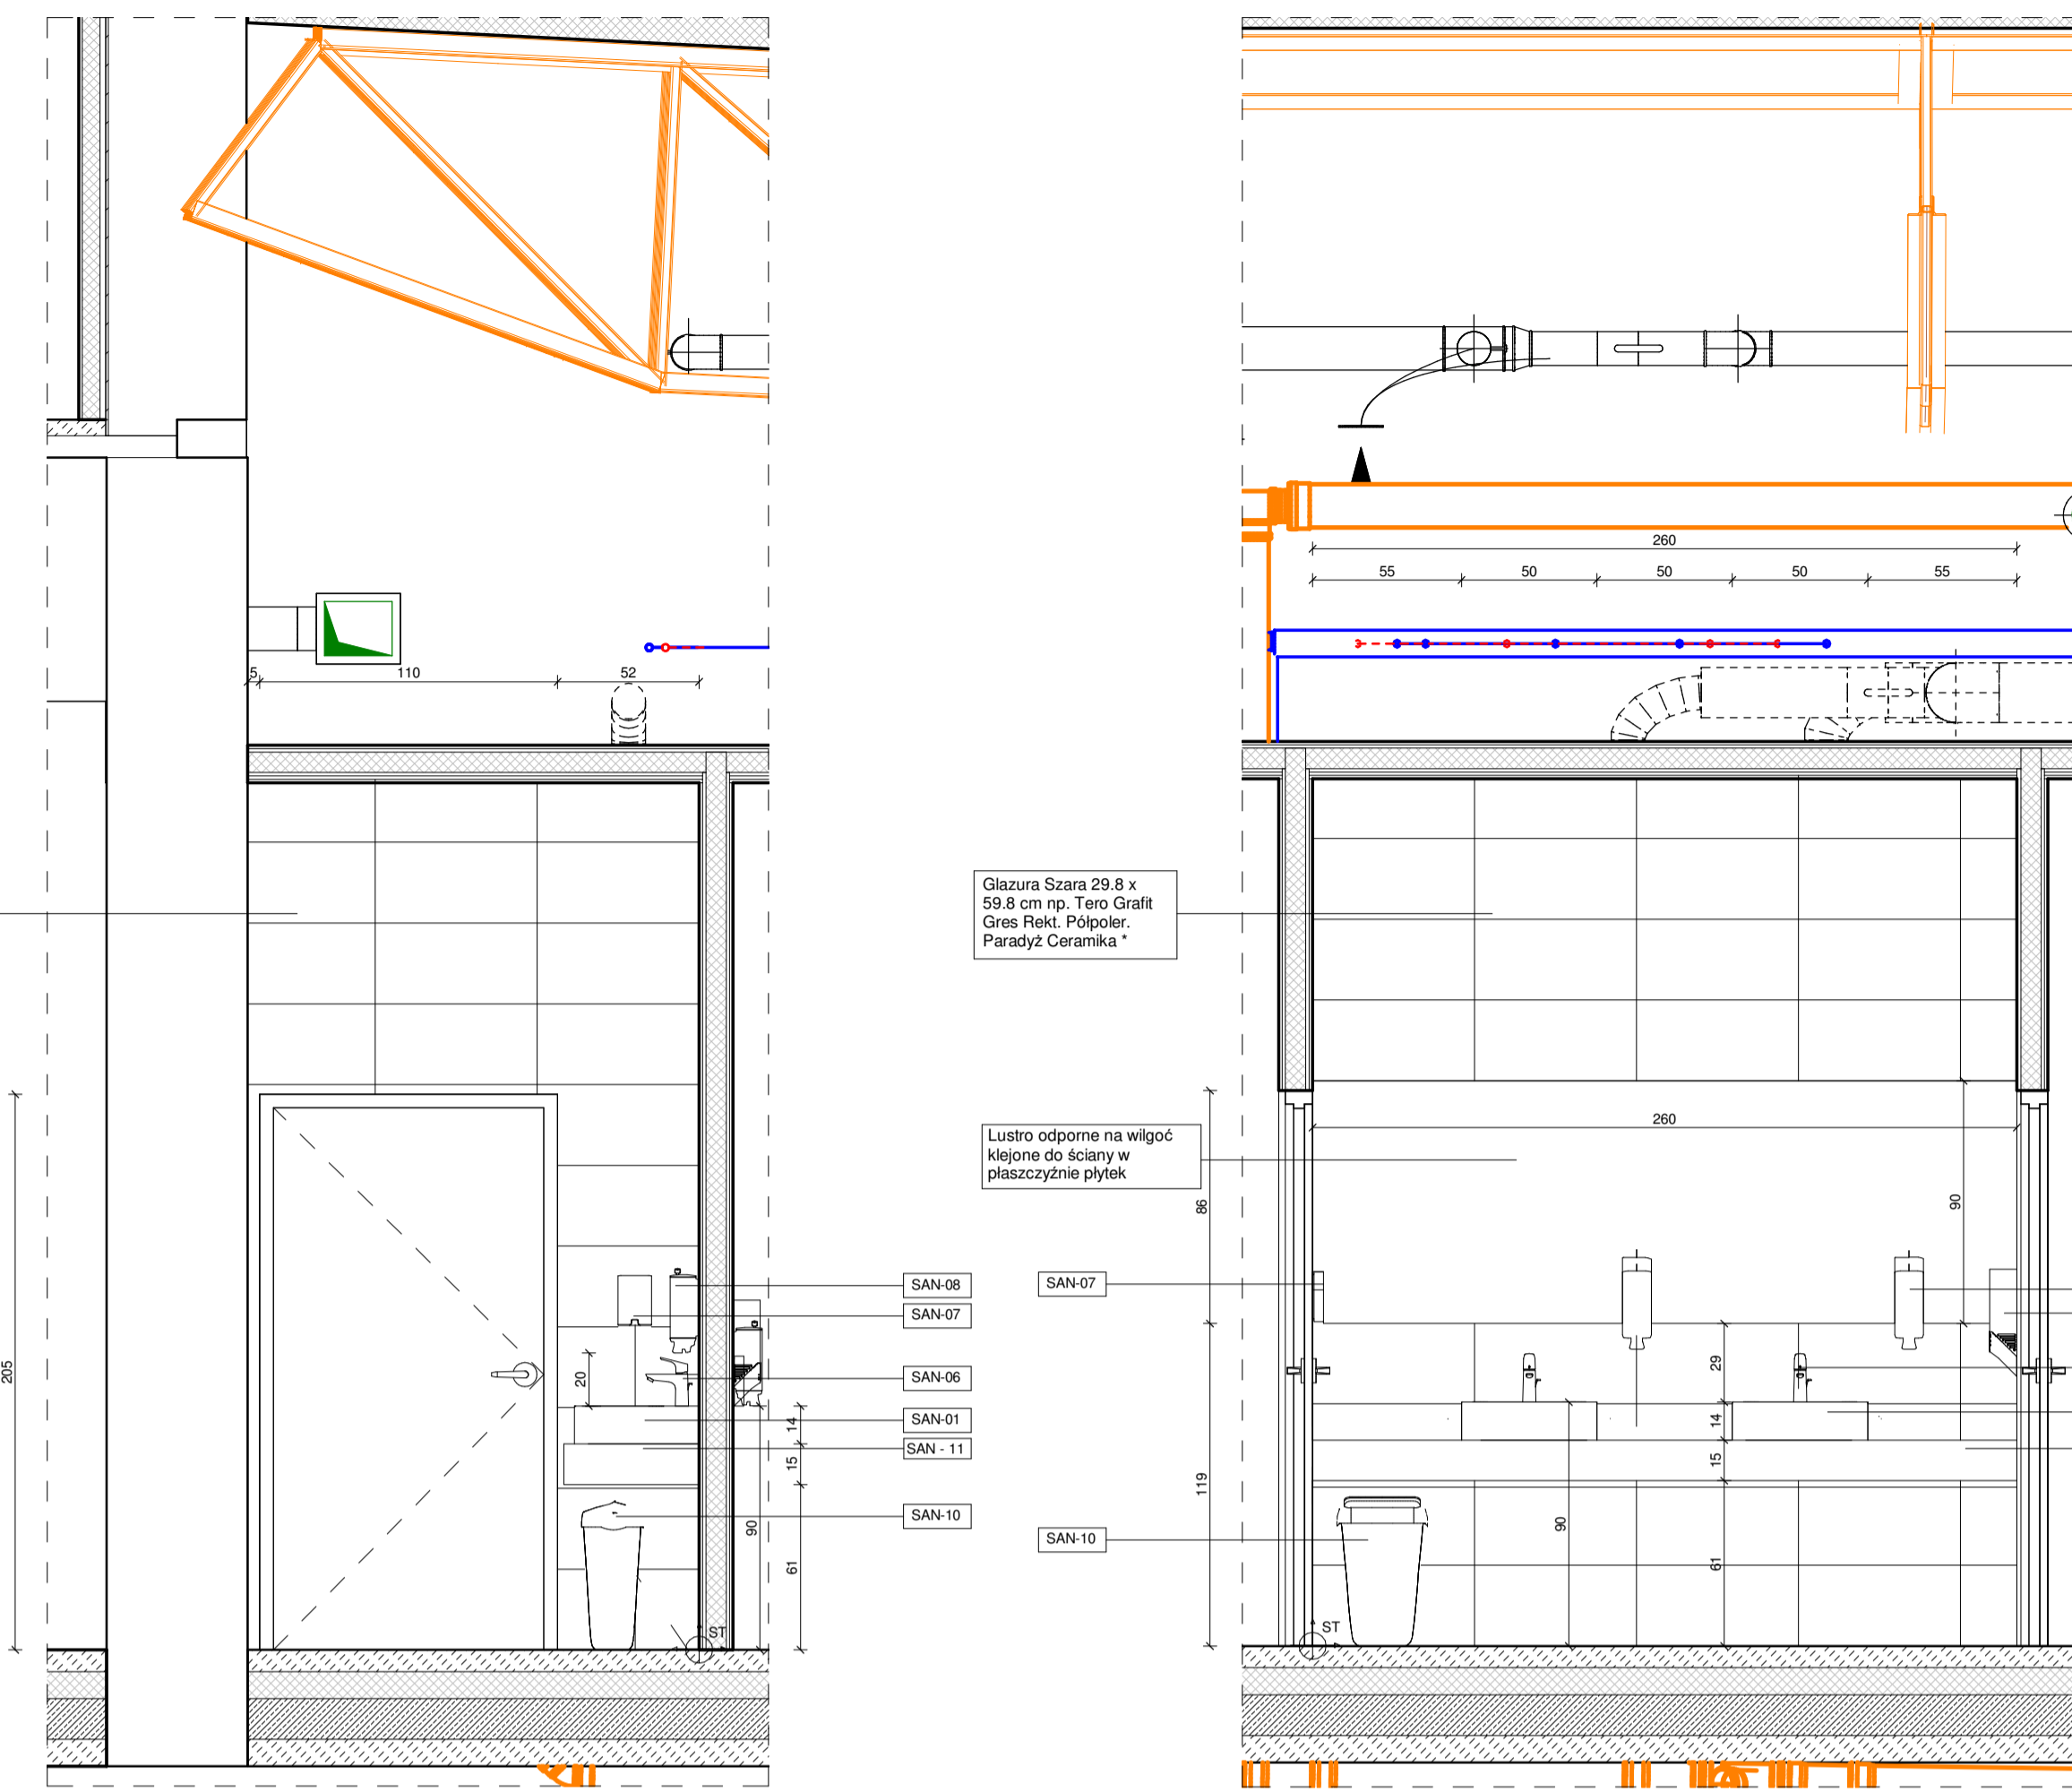 5
110
52
205
20
14
15
61
90
SAN-08
SAN-07
SAN-06
SAN-01
SAN - 11
SAN-10
ST
Glazura Szara 29.8 x
59.8 cm np. Tero Grafit
Gres Rekt. Półpoler.
Paradyż Ceramika *
Lustro odporne na wilgoć
klejone do ściany w
płaszczyźnie płytek
SAN-07
SAN-10
260
55
50
50
50
55
260
86
90
119
29
14
15
90
61
ST